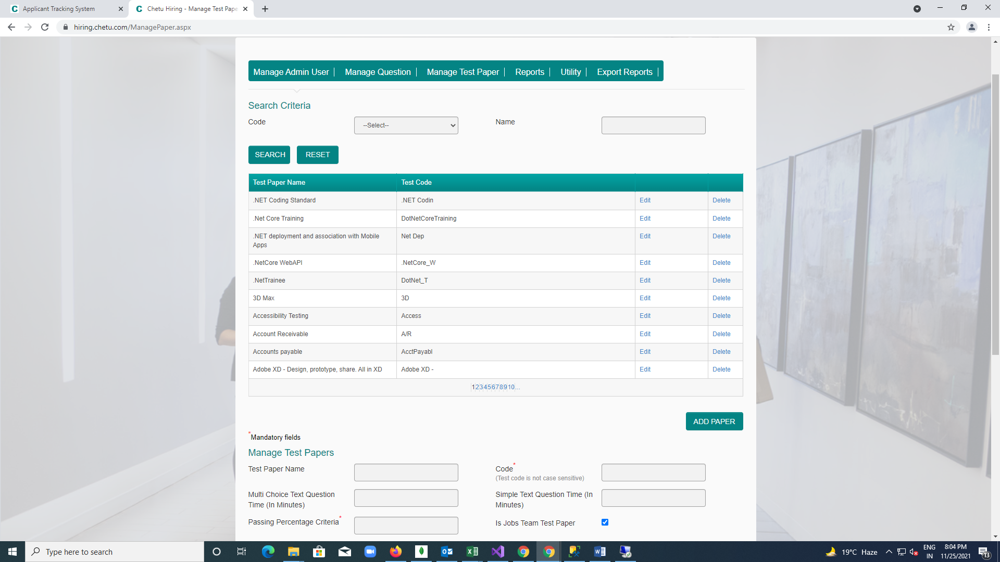 Applicant Tracking System
Chetu Hiring - Manage Test Pape
hiring.chetu.com/ManagePaper.aspx
Manage Admin User
Manage Question
Manage Test Paper
Reports
Utility
Export Reports
Search Criteria
Code
--Select--
Name
SEARCH
RESET
Test Paper Name Test Code
.NET Coding Standard .NET Codin Edit Delete
.Net Core Training DotNetCoreTraining Edit Delete
.NET deployment and association with Mobile Net Dep Edit Delete
Apps
.NetCore WebAPI .NetCore_W Edit Delete
.NetTrainee DotNet_T Edit Delete
3D Max 3D Edit Delete
Accessibility Testing Access Edit Delete
Account Receivable A/R Edit Delete
Accounts payable AcctPayabl Edit Delete
Adobe XD - Design, prototype, share. All in XD Adobe XD - Edit Delete
12345678910...
ADD PAPER
*Mandatory fields
Manage Test Papers
Test Paper Name
Code*
(Test code is not case sensitive)
Multi Choice Text Question
Time (In Minutes)
Simple Text Question Time (In
Minutes)
Passing Percentage Criteria*
Is Jobs Team Test Paper
Type here to search
19°C Haze
ENG
IN
8:04 PM
11/25/2021
13